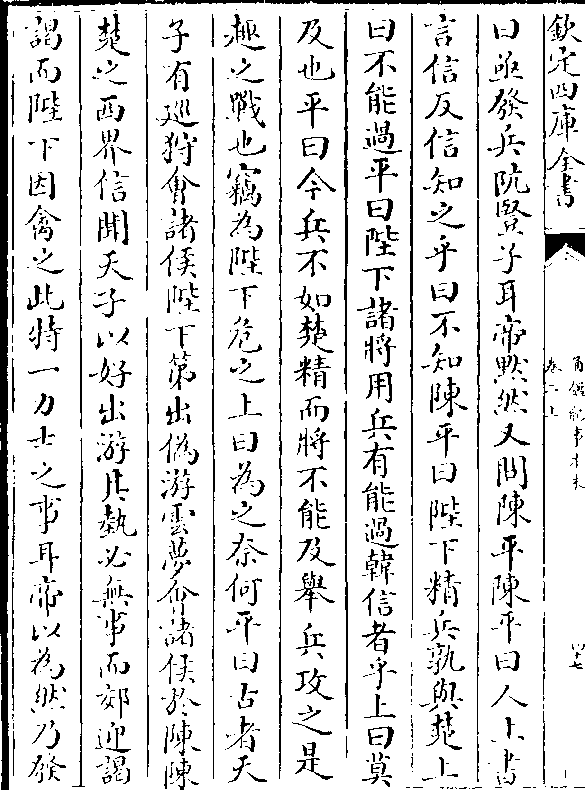 欽定四庫全書
通鑑紀事本末
卷二上
曰亟發兵阬豎子耳帝默然又問陳平陳平曰人上書
言信反信知之乎曰不知陳平曰陛下精兵孰與楚上
曰不能過平曰陛下諸將用兵有能過韓信者乎上曰莫
及也平曰今兵不如楚精而將不能及舉兵攻之是
趣之戰也竊為陛下危之上曰為之奈何平曰古者天
子有廵狩會諸侯陛下第出偽游雲夢會諸侯於陳陳
楚之西界信聞天子以好出游其勢必無事而郊迎謁
謁而陛下因禽之此特一力士之事耳帝以為然乃發